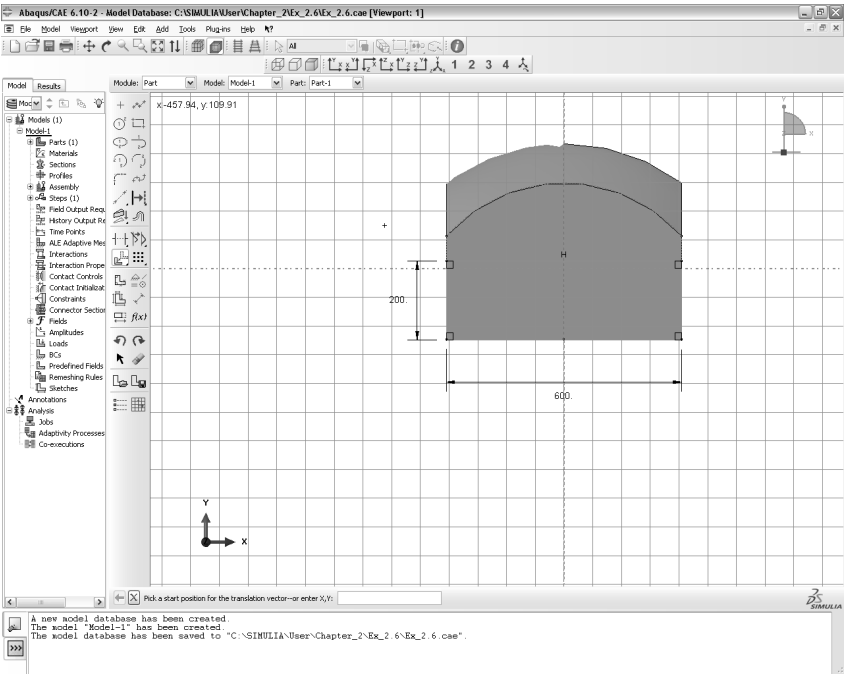 Abaqus/CAE 6.10-2 - Model Database: C:\SIMULIA\User\Chapter_2\Ex_2.6\Ex_2.6.cae [Viewport: 1]
File Model Viewport View Edit Add Tools Plug-ins Help
All
1 2 3 4
Model Results
Module: Part Model: Model-1 Part: Part-1
x:-457.94, y:109.91
Models (1)
Model-1
Parts (1)
Materials
Sections
Profiles
Assembly
Steps (1)
Field Output Requ
History Output Re
Time Points
ALE Adaptive Mes
Interactions
Interaction Prope
Contact Controls
Contact Initializat
Constraints
Connector Section
Fields
Amplitudes
Loads
BCs
Predefined Fields
Remeshing Rules
Sketches
Annotations
Analysis
Jobs
Adaptivity Processes
Co-executions
f(x)
Y
X
H
200.
600.
Y
X
Pick a start position for the translation vector--or enter X,Y:
SIMULIA
A new model database has been created.
The model "Model-1" has been created.
The model database has been saved to "C:\SIMULIA\User\Chapter_2\Ex_2.6\Ex_2.6.cae".
>>>